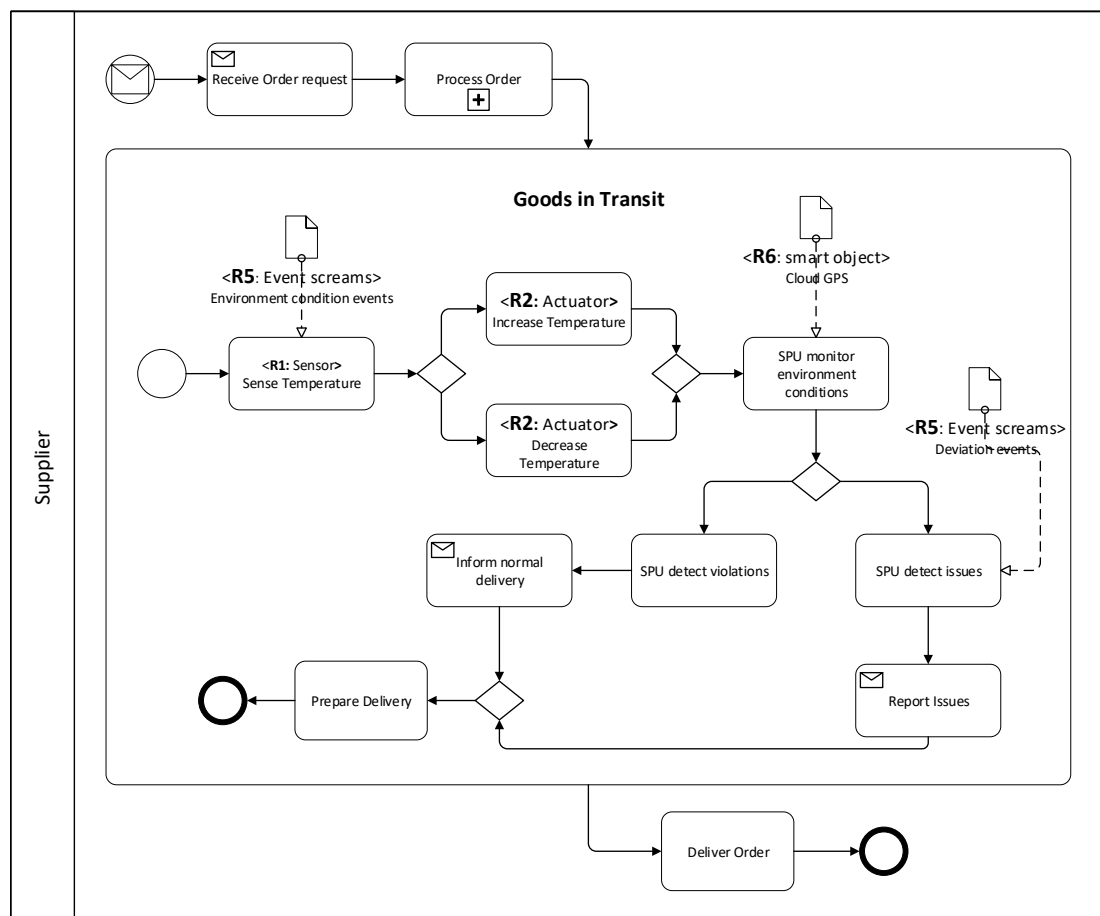 Supplier
Receive Order request
Process Order
Goods in Transit
<R5: Event screams>
Environment condition events
<R6: smart object>
Cloud GPS
<R2: Actuator>
Increase Temperature
<R1: Sensor>
Sense Temperature
SPU monitor
environment
conditions
<R2: Actuator>
Decrease
Temperature
<R5: Event screams>
Deviation events
Inform normal
delivery
SPU detect violations
SPU detect issues
Prepare Delivery
Report Issues
Deliver Order